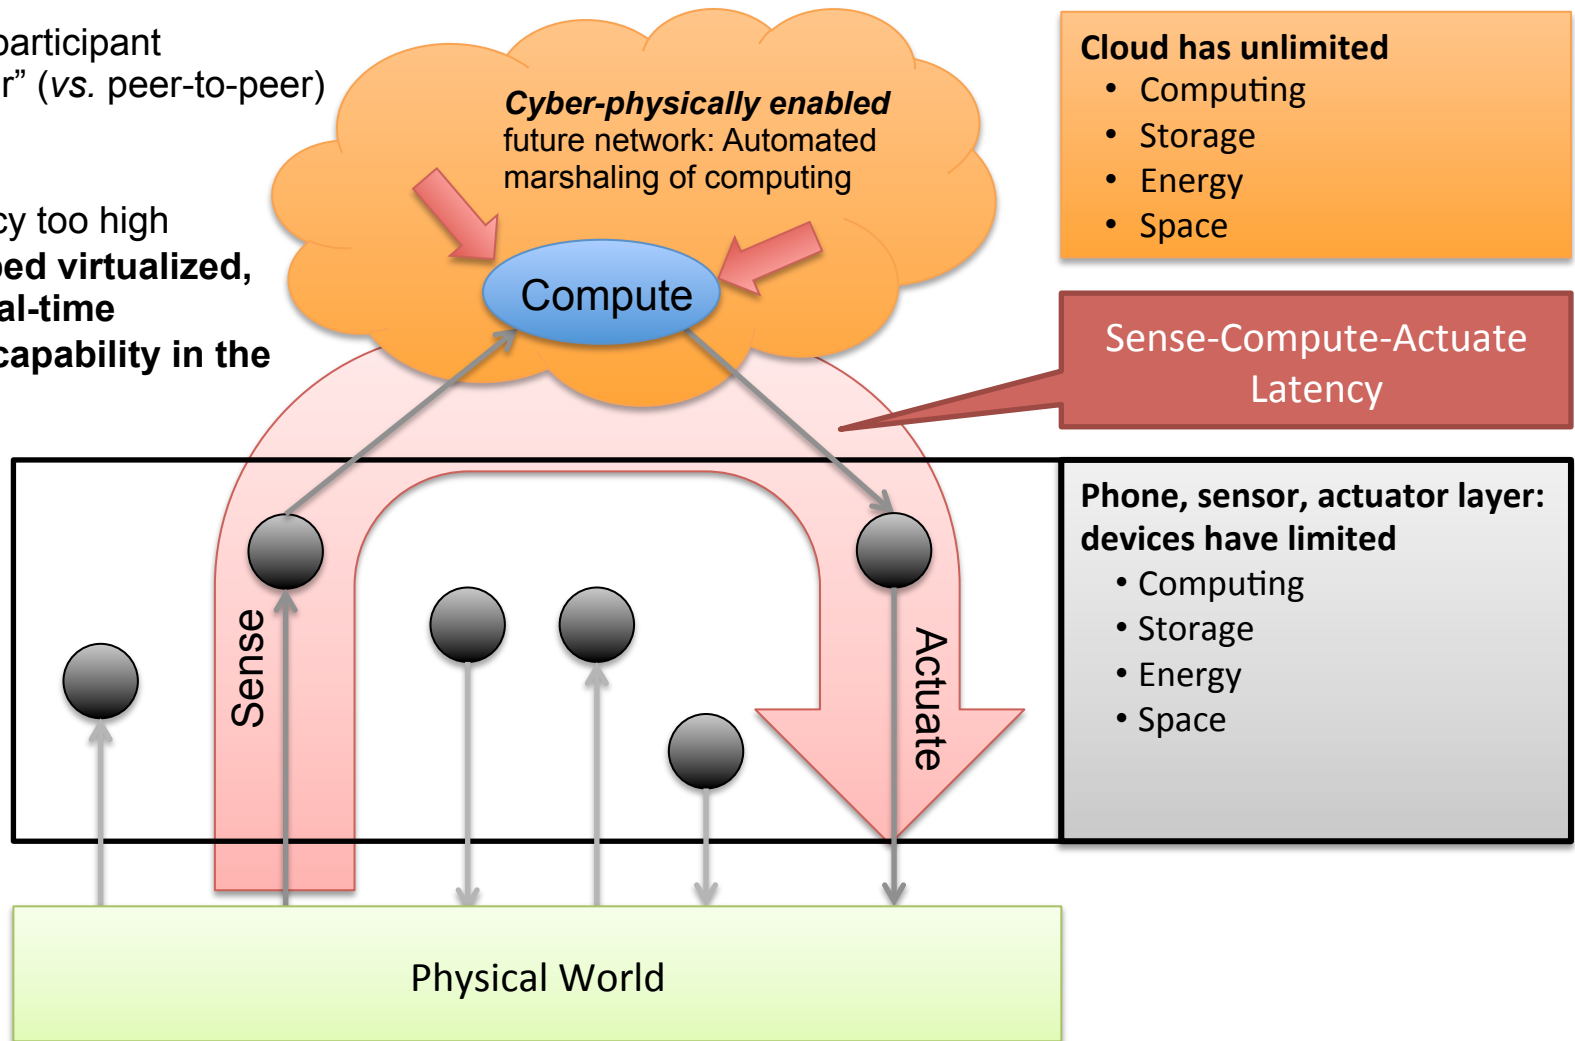 participant
r” (vs. peer-to-peer)
cy too high
ped virtualized,
al-time
capability in the
Cyber-physically enabled
future network: Automated
marshaling of computing
Compute
Cloud has unlimited
• Computing
• Storage
• Energy
• Space
Sense-Compute-Actuate
Latency
Phone, sensor, actuator layer:
devices have limited
• Computing
• Storage
• Energy
• Space
Sense
Actuate
Physical World